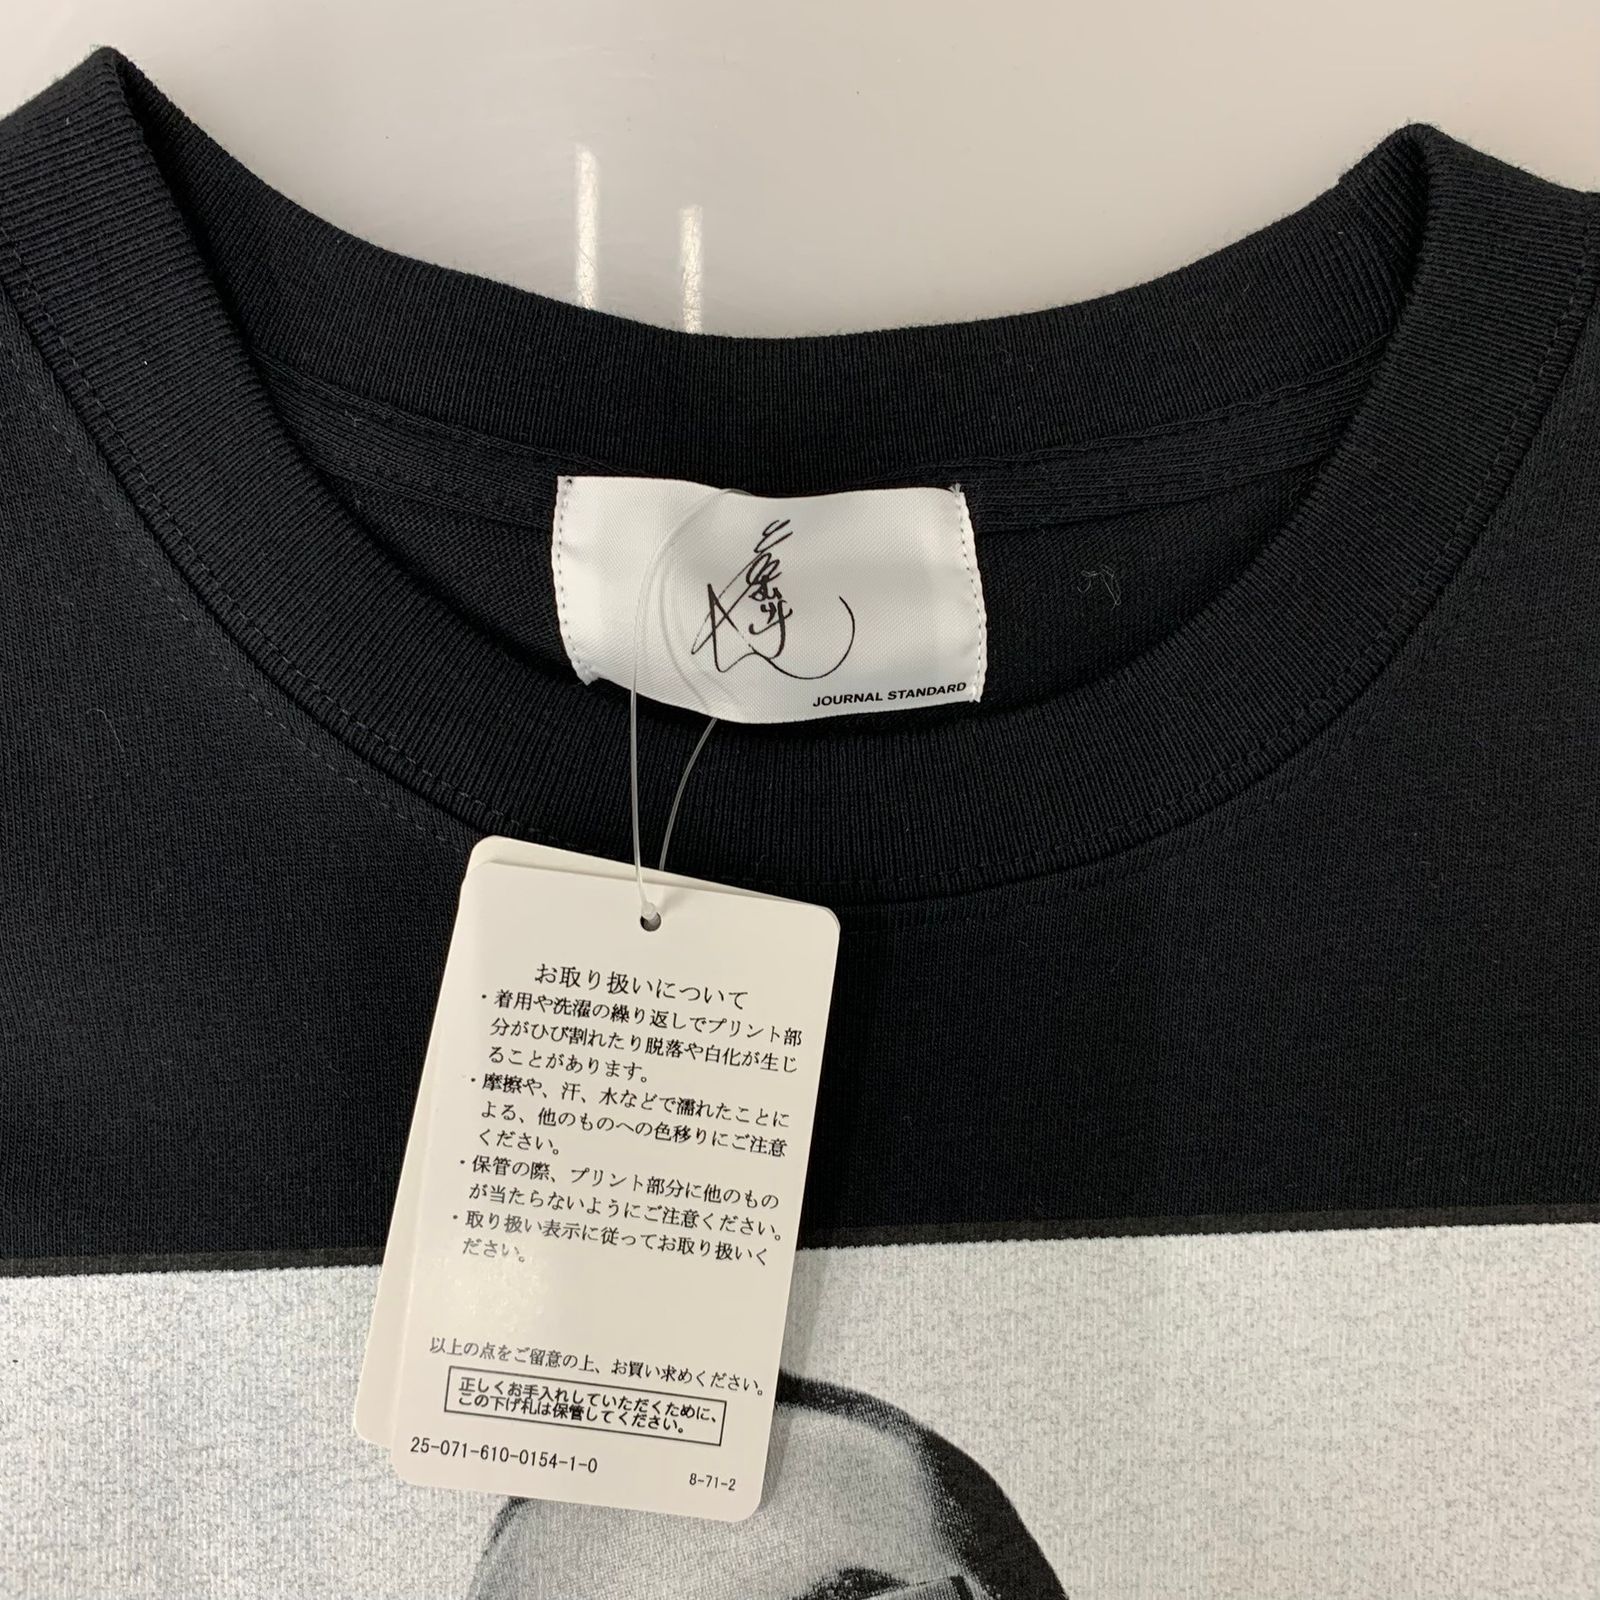 JOURNAL STANDARD
お取り扱いについて
・着用や洗濯の繰り返しでプリント部
分がひび割れたり脱落や白化が生じ
ることがあります。
・摩擦や、汗、水などで濡れたことに
よる、他のものへの色移りにご注意
ください。
・保管の際、プリント部分に他のもの
が当たらないようにご注意ください。
・取り扱い表示に従ってお取り扱いく
ださい。
以上の点をご留意の上、お買い求めください。
正しくお手入れしていただくために、
この下げ札は保管してください。
25-071-610-0154-1-0
8-71-2